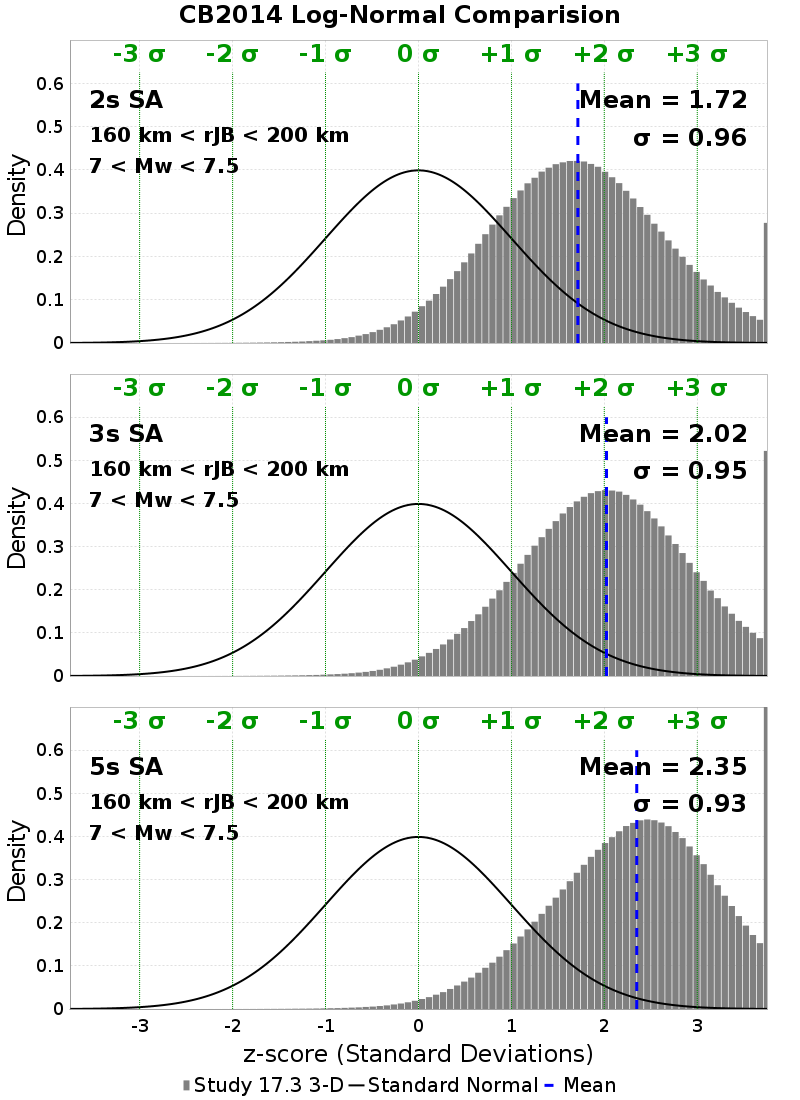 CB2014 Log-Normal Comparision
-3 σ -2 σ -1 σ 0 σ +1 σ +2 σ +3 σ
2s SA
Mean = 1.72
160 km < rJB < 200 km
σ = 0.96
7 < Mw < 7.5
Density
0.6
0.5
0.4
0.3
0.2
0.1
0
-3 σ -2 σ -1 σ 0 σ +1 σ +2 σ +3 σ
3s SA
Mean = 2.02
160 km < rJB < 200 km
σ = 0.95
7 < Mw < 7.5
Density
0.6
0.5
0.4
0.3
0.2
0.1
0
-3 σ -2 σ -1 σ 0 σ +1 σ +2 σ +3 σ
5s SA
Mean = 2.35
160 km < rJB < 200 km
σ = 0.93
7 < Mw < 7.5
Density
0.6
0.5
0.4
0.3
0.2
0.1
0
-3 -2 -1 0 1 2 3
z-score (Standard Deviations)
Study 17.3 3-D Standard Normal Mean